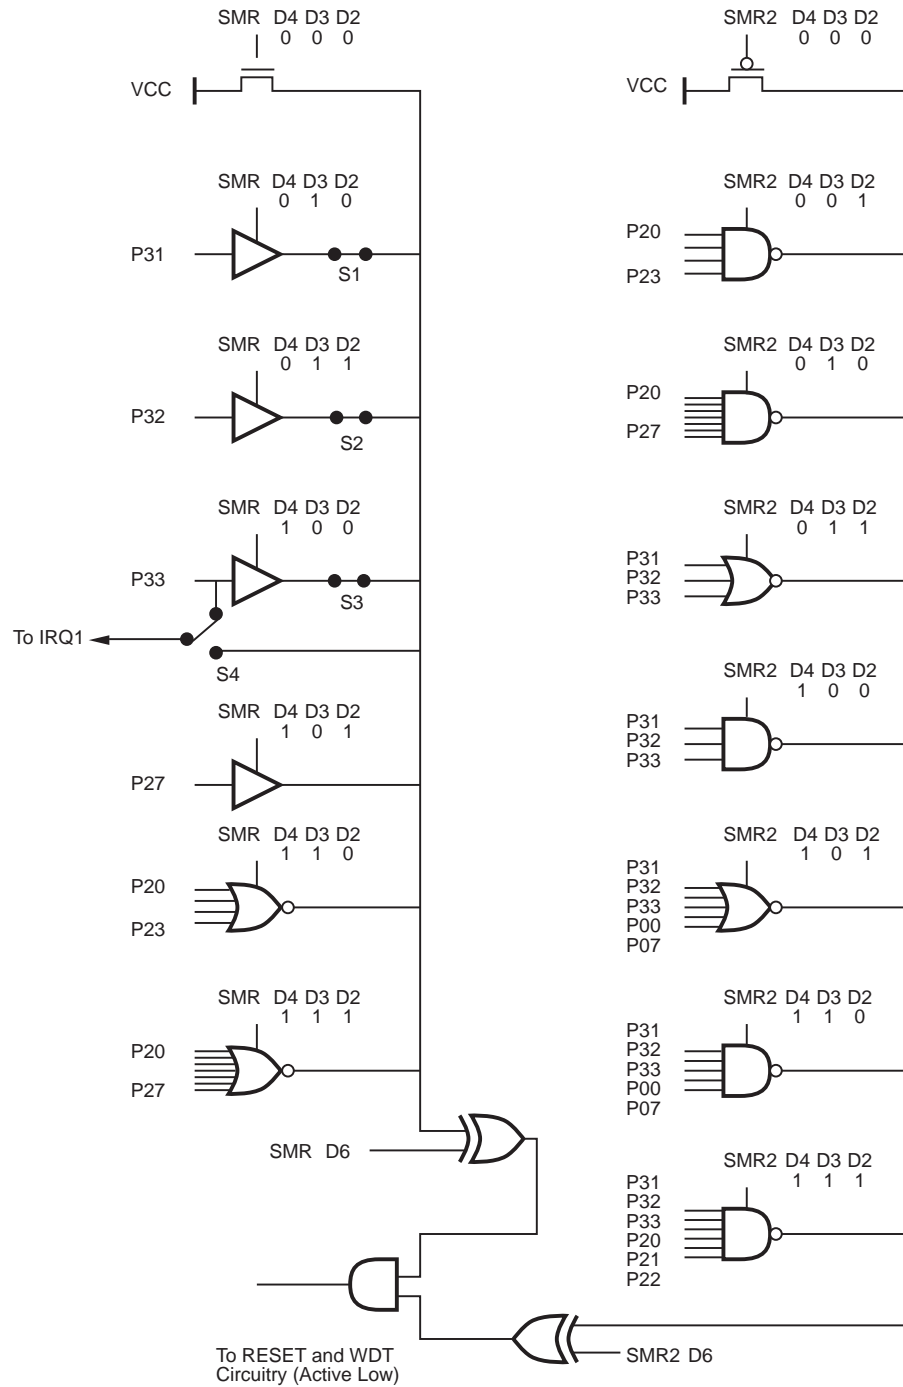 SMR D4 D3 D2
0 0 0
VCC
SMR D4 D3 D2
0 1 0
P31
S1
SMR D4 D3 D2
0 1 1
P32
S2
SMR D4 D3 D2
1 0 0
P33
S3
To IRQ1
S4
SMR D4 D3 D2
1 0 1
P27
SMR D4 D3 D2
1 1 0
P20
P23
SMR D4 D3 D2
1 1 1
P20
P27
SMR D6
To RESET and WDT
Circuitry (Active Low)
SMR2 D4 D3 D2
0 0 0
VCC
SMR2 D4 D3 D2
0 0 1
P20
P23
SMR2 D4 D3 D2
0 1 0
P20
P27
SMR2 D4 D3 D2
0 1 1
P31
P32
P33
SMR2 D4 D3 D2
1 0 0
P31
P32
P33
SMR2 D4 D3 D2
1 0 1
P31
P32
P33
P00
P07
SMR2 D4 D3 D2
1 1 0
P31
P32
P33
P00
P07
SMR2 D4 D3 D2
1 1 1
P31
P32
P33
P20
P21
P22
SMR2 D6